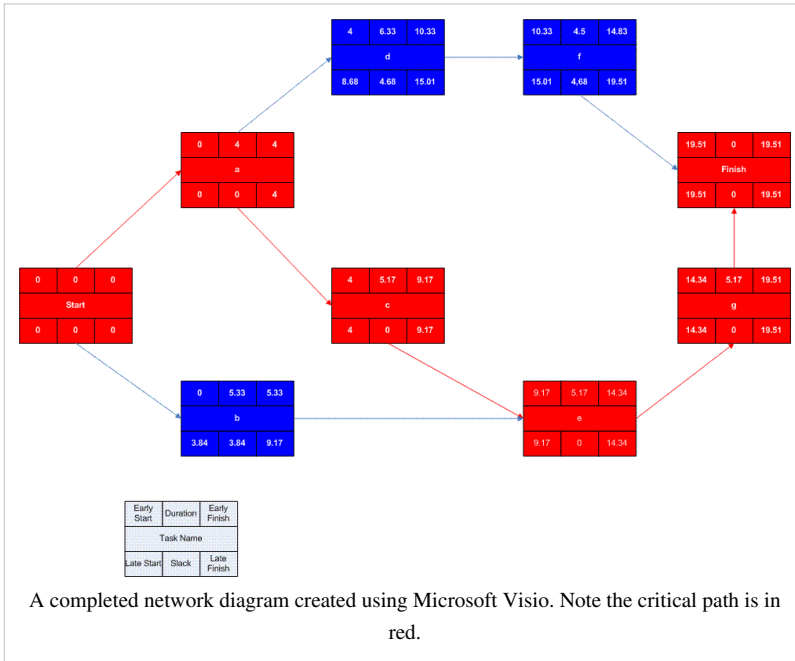 4 6.33 10.33
d
8.68 4.68 15.01
10.33 4.5 14.83
f
15.01 4,68 19.51
0 4 4
a
0 0 4
19.51 0 19.51
Finish
19.51 0 19.51
0 0 0
Start
0 0 0
4 5.17 9.17
c
4 0 9.17
14.34 5.17 19.51
g
14.34 0 19.51
0 5.33 5.33
b
3.84 3.84 9.17
9.17 5.17 14.34
e
9.17 0 14.34
Early Start Duration Early Finish
Task Name
Late Start Slack Late Finish
A completed network diagram created using Microsoft Visio. Note the critical path is in
red.